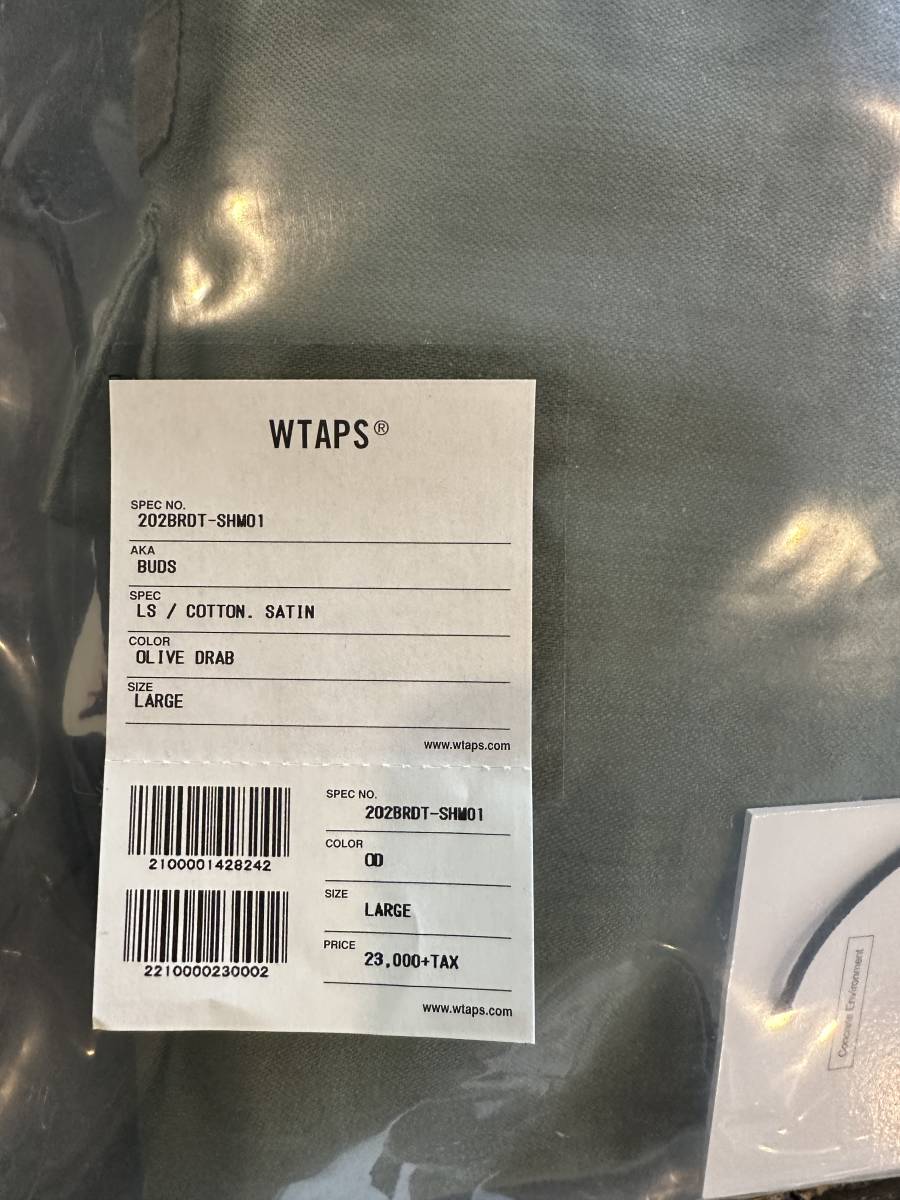 WTAPS®
SPEC NO.
202BRDT-SHM01
AKA
BUDS
SPEC
LS / COTTON. SATIN
COLOR
OLIVE DRAB
SIZE
LARGE
www.wtaps.com
2100001428242
2210000230002
SPEC NO.
202BRDT-SHM01
COLOR
OD
SIZE
LARGE
PRICE
23,000+TAX
www.wtaps.com
Environment